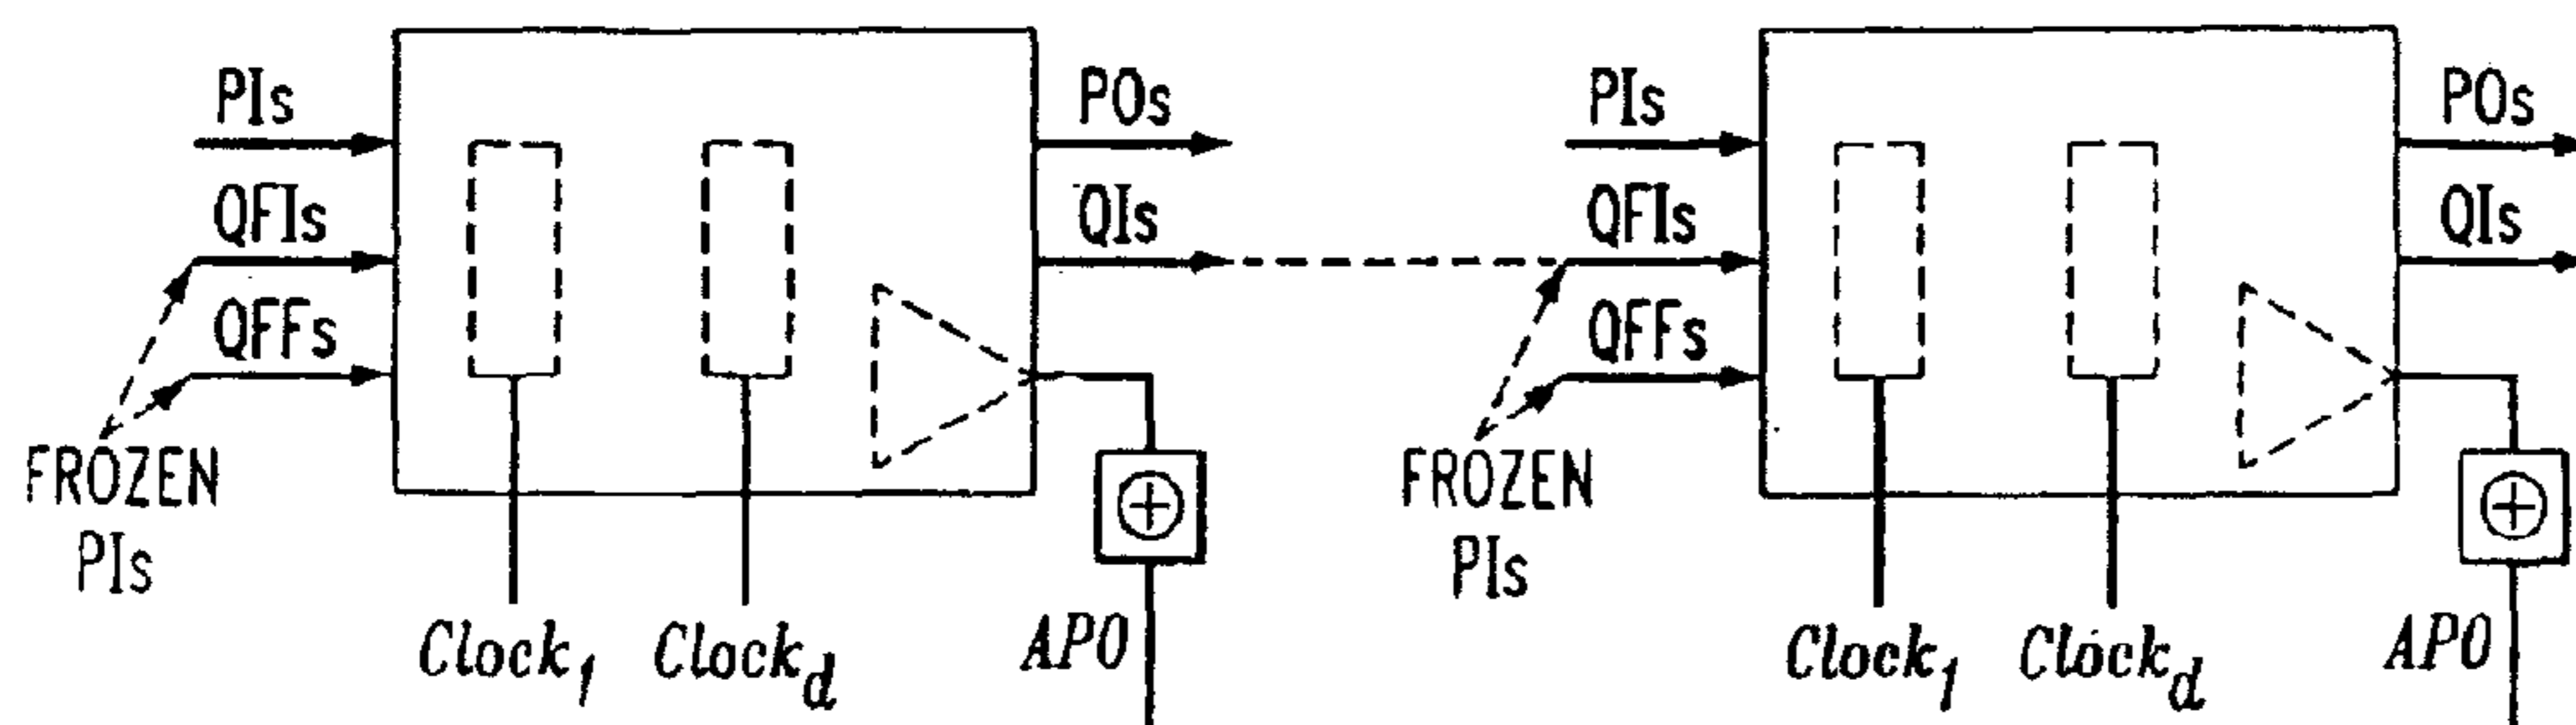 PIs
QFIs
QFFs
FROZEN
PIs
POs
QIs
Clock1
Clockd
APO
PIs
QFIs
QFFs
FROZEN
PIs
POs
QIs
Clock1
Clockd
APO